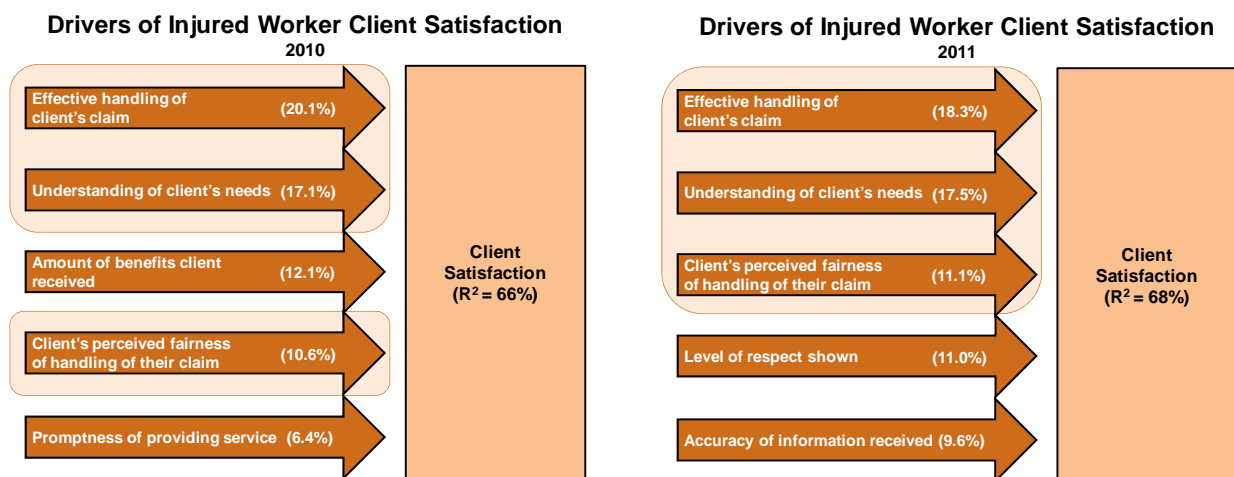 Drivers of Injured Worker Client Satisfaction
2010
Effective handling of
client’s claim
(20.1%)
Understanding of client’s needs (17.1%)
Amount of benefits client
received
(12.1%)
Client’s perceived fairness
of handling of their claim
(10.6%)
Promptness of providing service (6.4%)
Client
Satisfaction
(R² = 66%)
Drivers of Injured Worker Client Satisfaction
2011
Effective handling of
client’s claim
(18.3%)
Understanding of client’s needs (17.5%)
Client’s perceived fairness
of handling of their claim
(11.1%)
Level of respect shown
(11.0%)
Accuracy of information received (9.6%)
Client
Satisfaction
(R² = 68%)